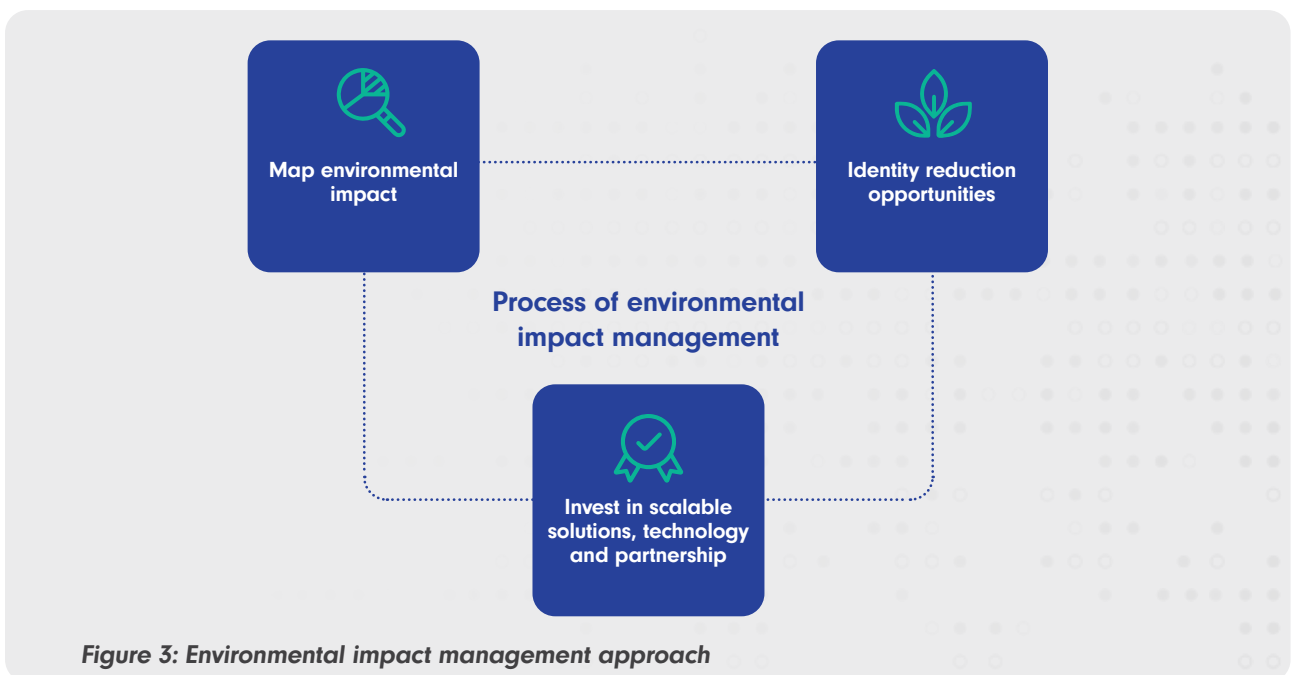 Map environmental
impact
Identity reduction
opportunities
Process of environmental
impact management
Invest in scalable
solutions, technology
and partnership
Figure 3: Environmental impact management approach